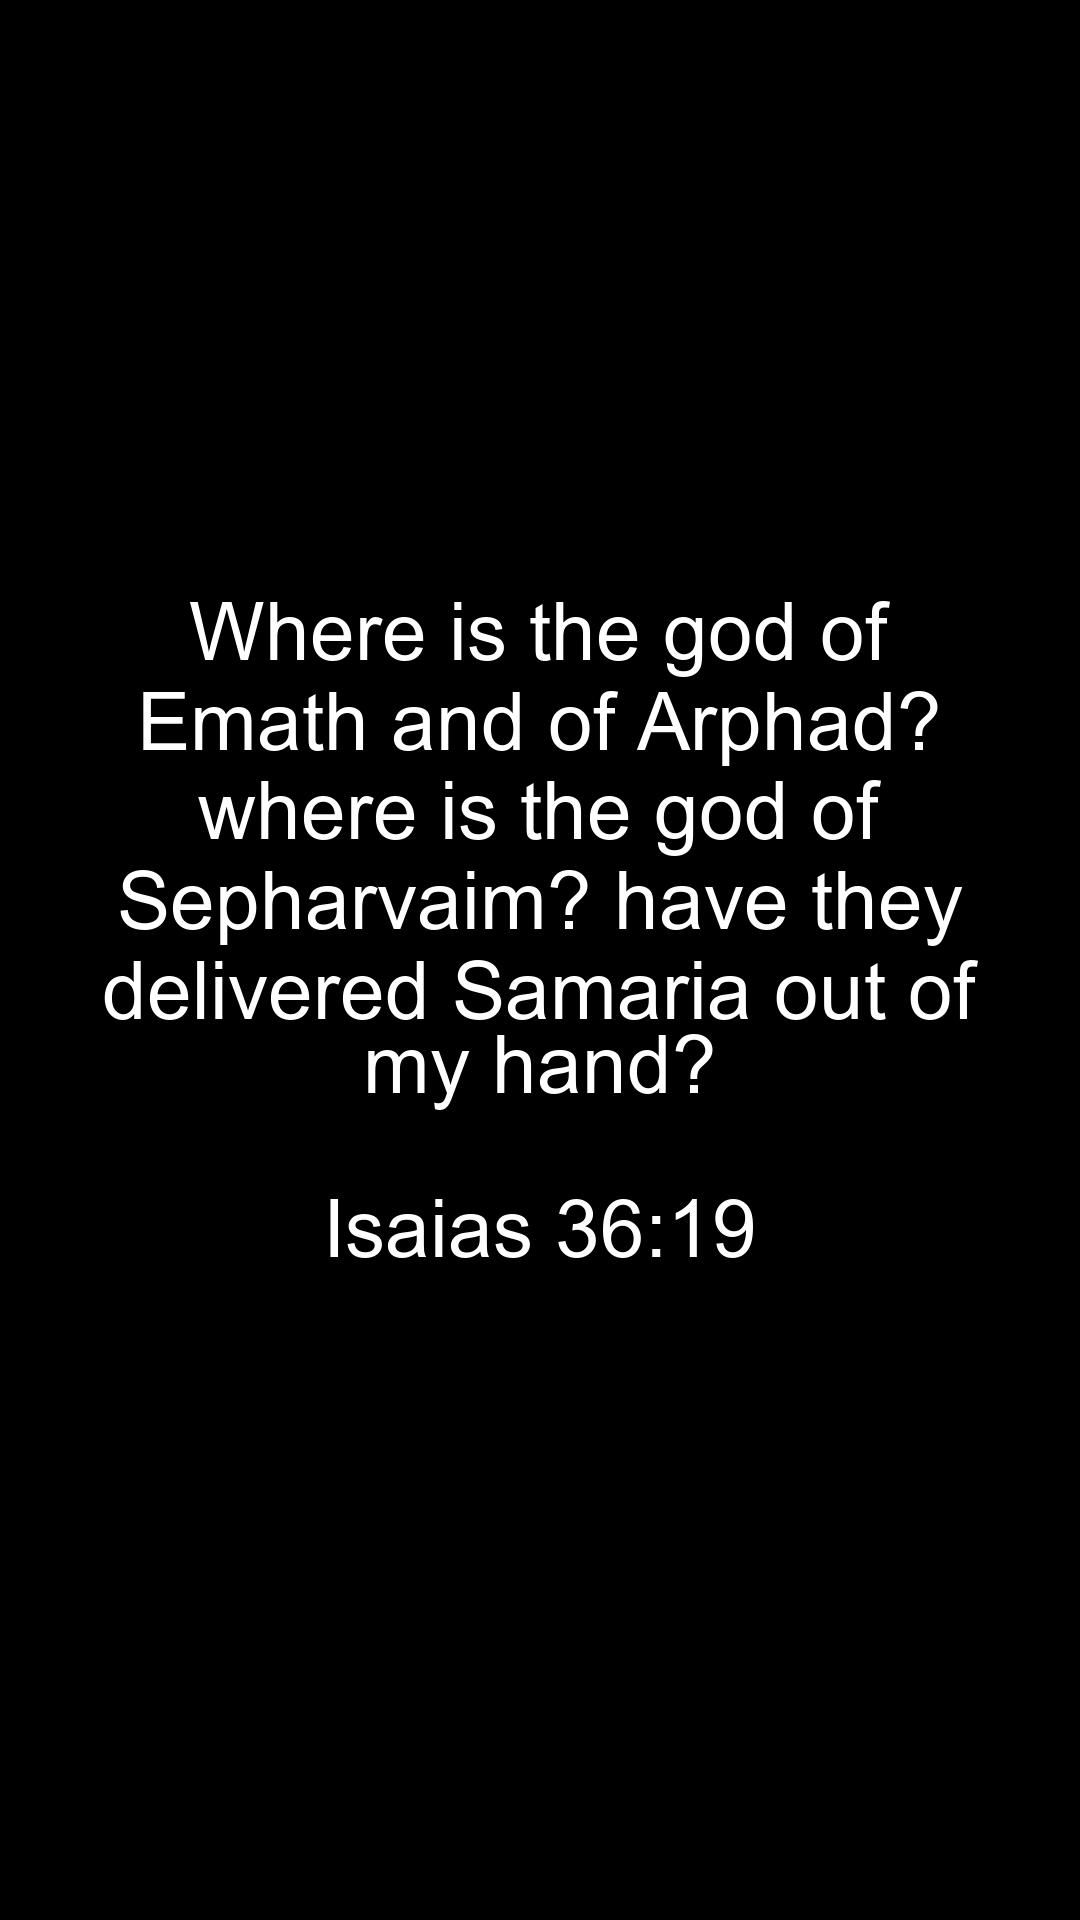 Where is the god of
Emath and of Arphad?
where is the god of
Sepharvaim? have they
delivered Samaria out of
my hand?
Isaias 36:19